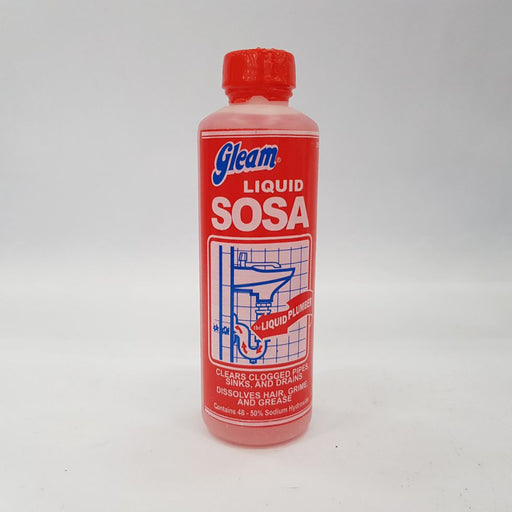 Gleam
LIQUID
SOSA
the LIQUID PLUMBER
CLEARS CLOGGED PIPES,
SINKS, AND DRAINS
DISSOLVES HAIR, GRIME,
AND GREASE
Contains 48 - 50% Sodium Hydroxide